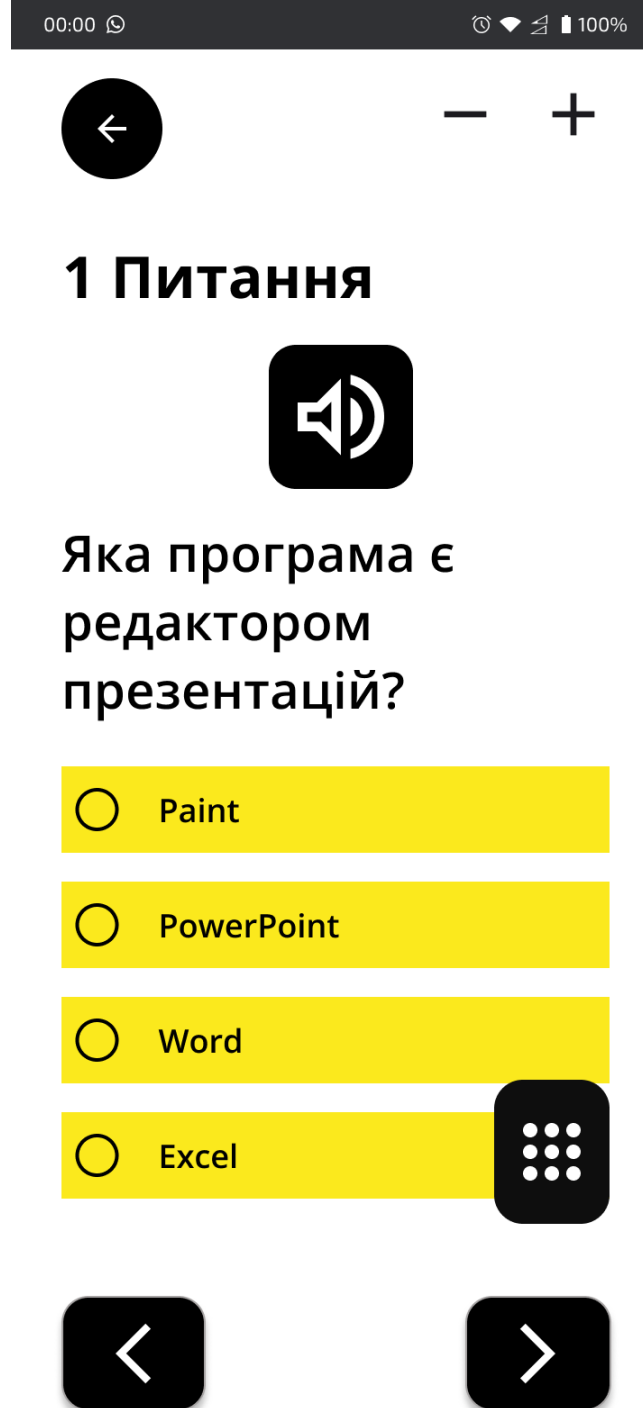 00:00 100%
1 Питання
Яка програма є
редактором
презентацій?
Paint
PowerPoint
Word
Excel